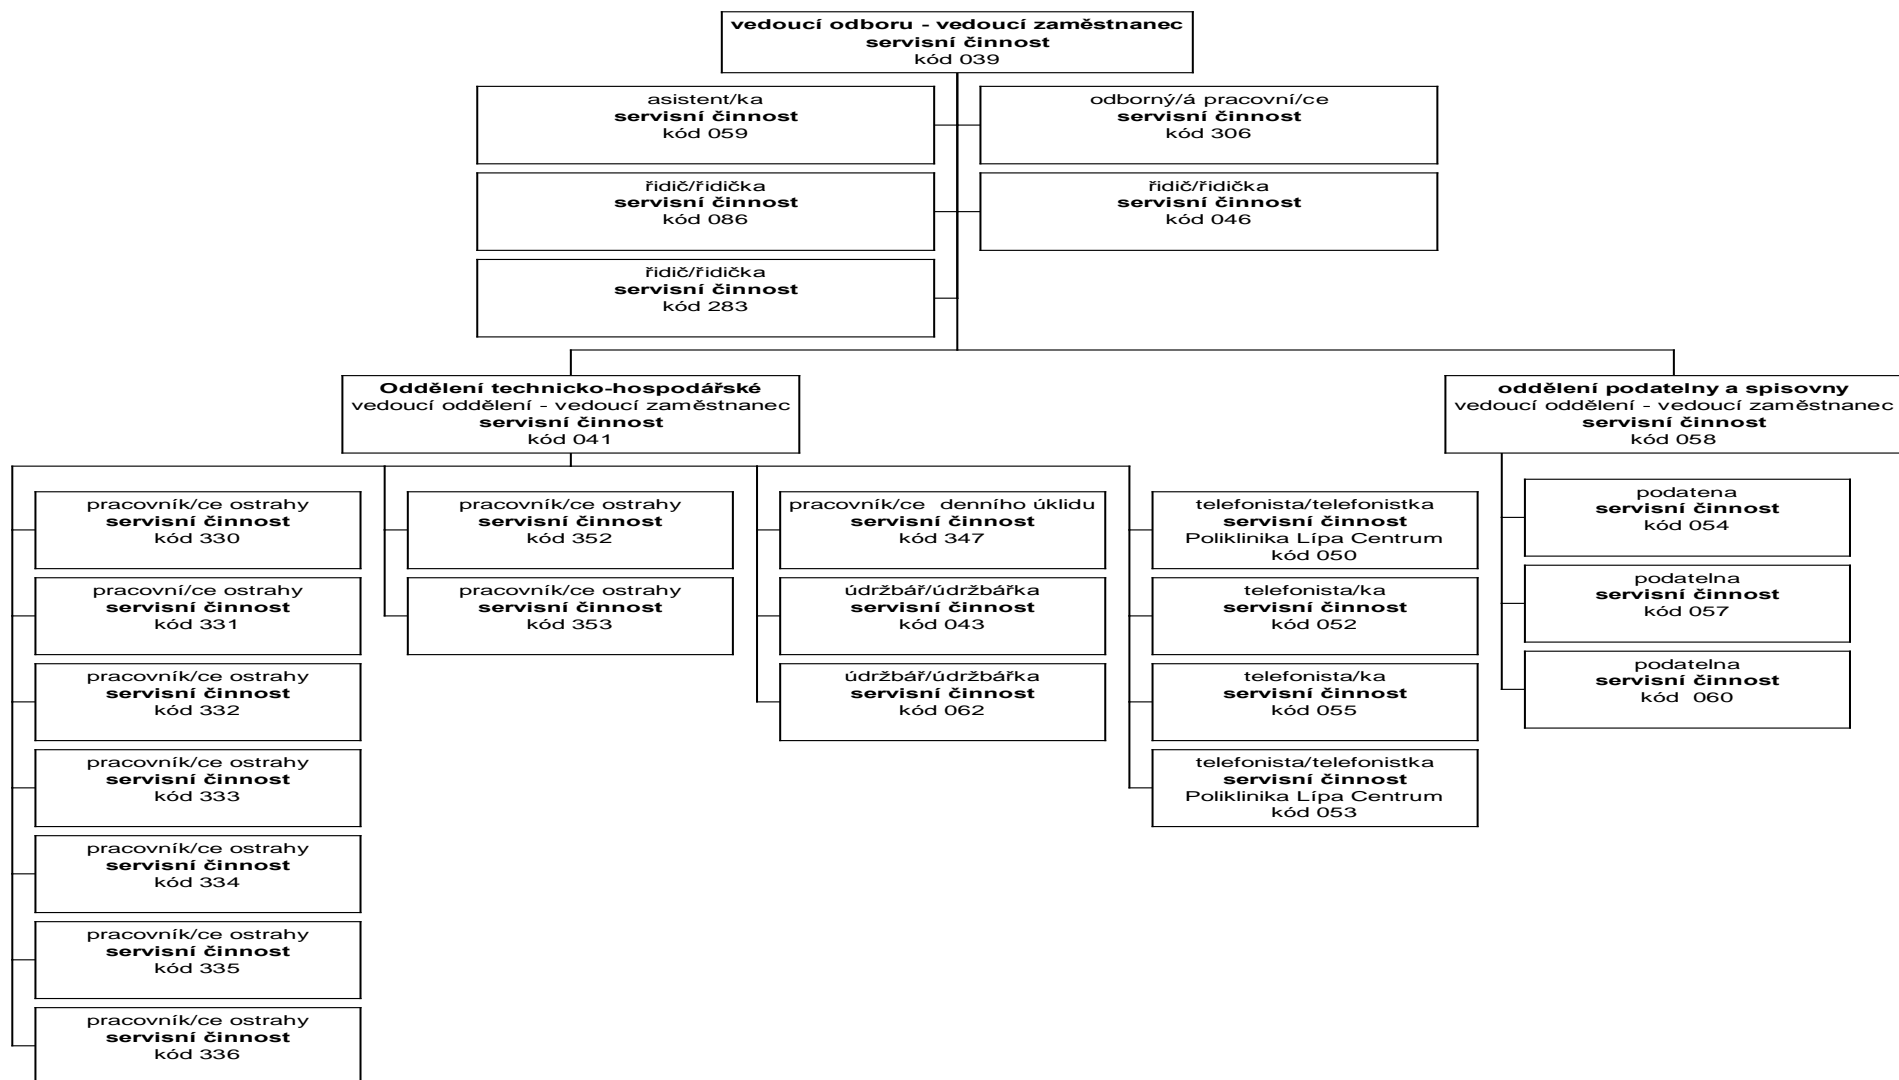 vedoucí odboru - vedoucí zaměstnanec
servisní činnost
kód 039
asistent/ka
servisní činnost
kód 059
odborný/á pracovní/ce
servisní činnost
kód 306
řidič/řidička
servisní činnost
kód 086
řidič/řidička
servisní činnost
kód 046
řidič/řidička
servisní činnost
kód 283
Oddělení technicko-hospodářské
vedoucí oddělení - vedoucí zaměstnanec
servisní činnost
kód 041
pracovník/ce ostrahy
servisní činnost
kód 330
pracovní/ce ostrahy
servisní činnost
kód 331
pracovník/ce ostrahy
servisní činnost
kód 332
pracovník/ce ostrahy
servisní činnost
kód 333
pracovník/ce ostrahy
servisní činnost
kód 334
pracovník/ce ostrahy
servisní činnost
kód 335
pracovník/ce ostrahy
servisní činnost
kód 336
pracovník/ce ostrahy
servisní činnost
kód 352
pracovník/ce ostrahy
servisní činnost
kód 353
pracovník/ce  denního úklidu
servisní činnost
kód 347
údržbář/údržbářka
servisní činnost
kód 043
údržbář/údržbářka
servisní činnost
kód 062
telefonista/telefonistka
servisní činnost
Poliklinika Lípa Centrum
kód 050
telefonista/ka
servisní činnost
kód 052
telefonista/ka
servisní činnost
kód 055
telefonista/telefonistka
servisní činnost
Poliklinika Lípa Centrum
kód 053
oddělení podatelny a spisovny
vedoucí oddělení - vedoucí zaměstnanec
servisní činnost
kód 058
podatena
servisní činnost
kód 054
podatelna
servisní činnost
kód 057
podatelna
servisní činnost
kód  060